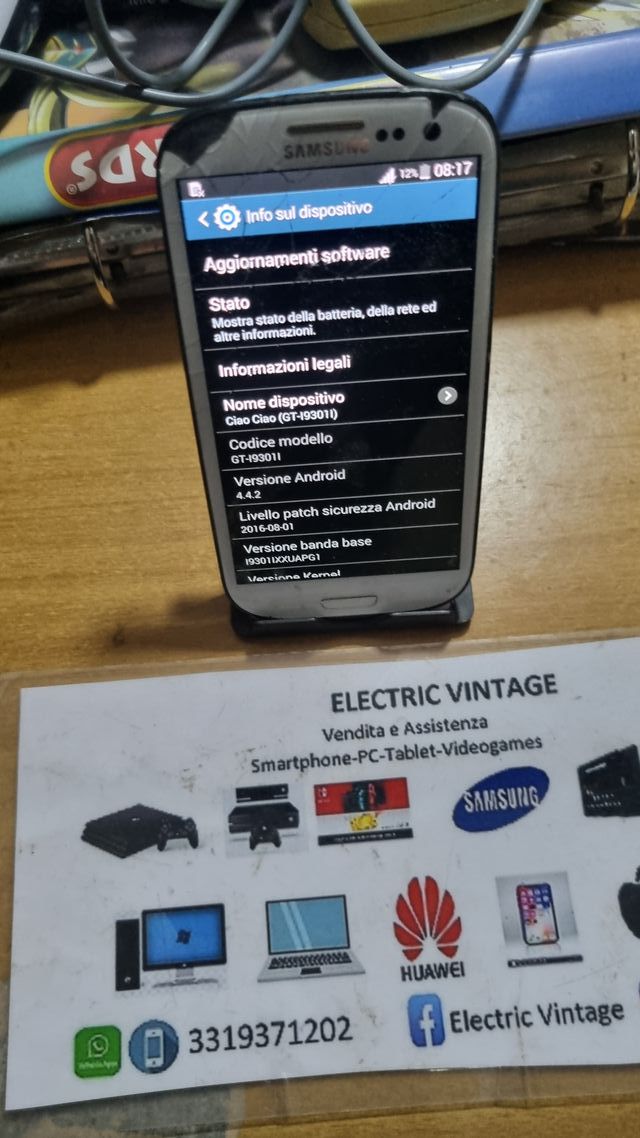 RDS®
SAMSUNG
12% 08:17
Info sul dispositivo
Aggiornamenti software
Stato
Mostra stato della batteria, della rete ed
altre informazioni.
Informazioni legali
Nome dispositivo
Ciao Ciao (GT-I9301I)
Codice modello
GT-I9301I
Versione Android
4.4.2
Livello patch sicurezza Android
2016-08-01
Versione banda base
I9301IXXUAPG1
Versione Kernel
ELECTRIC VINTAGE
Vendita e Assistenza
Smartphone-PC-Tablet-Videogames
SAMSUNG
HUAWEI
3319371202
Electric Vintage